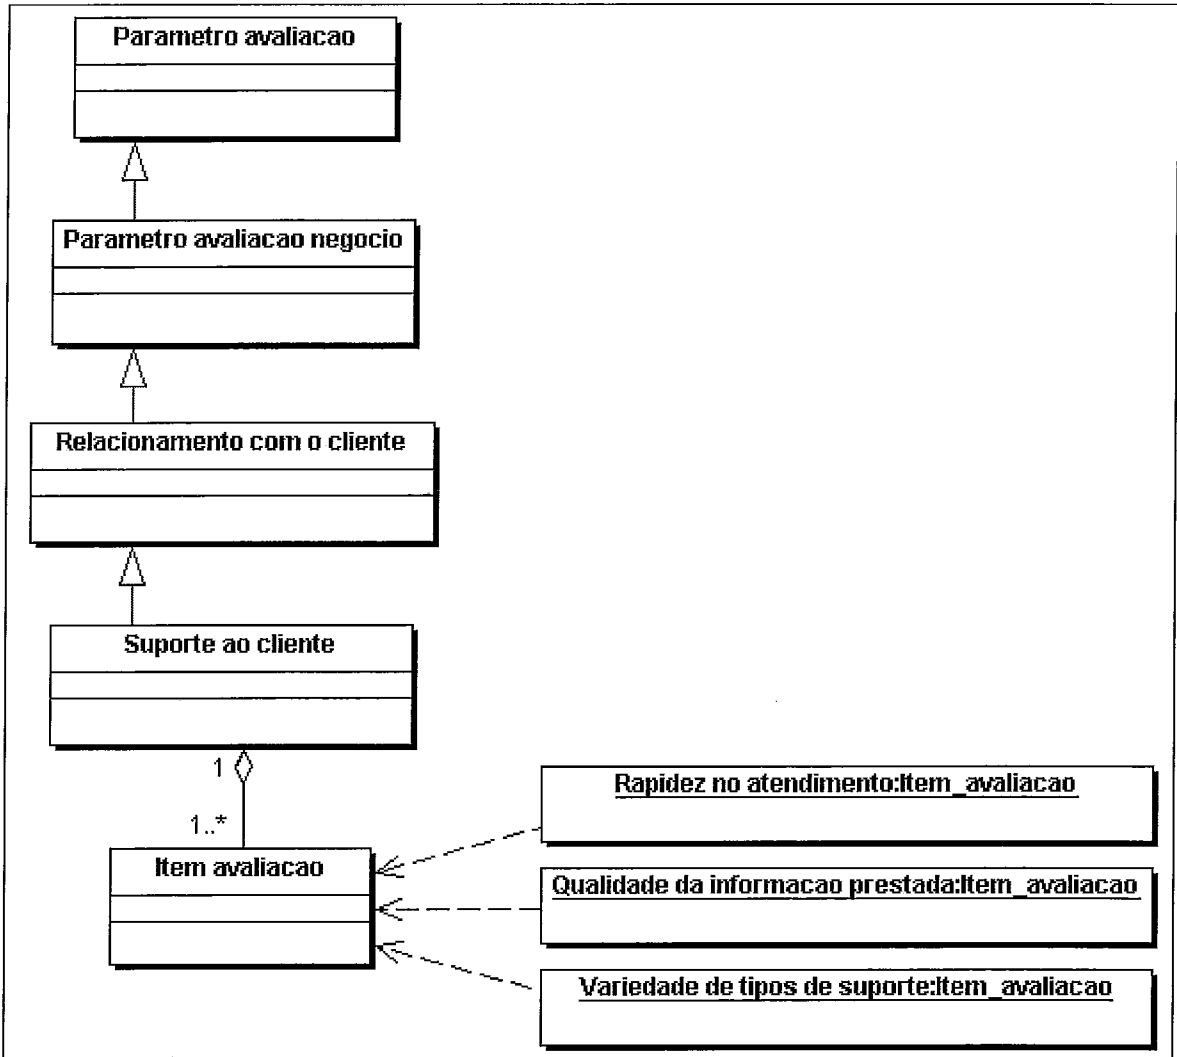 Parametro avaliacao
Parametro avaliacao negocio
Relacionamento com o cliente
Suporte ao cliente
1
1..*
Item avaliacao
Rapidez no atendimento:Item_avaliacao
Qualidade da informacao prestada:Item_avaliacao
Variedade de tipos de suporte:Item_avaliacao